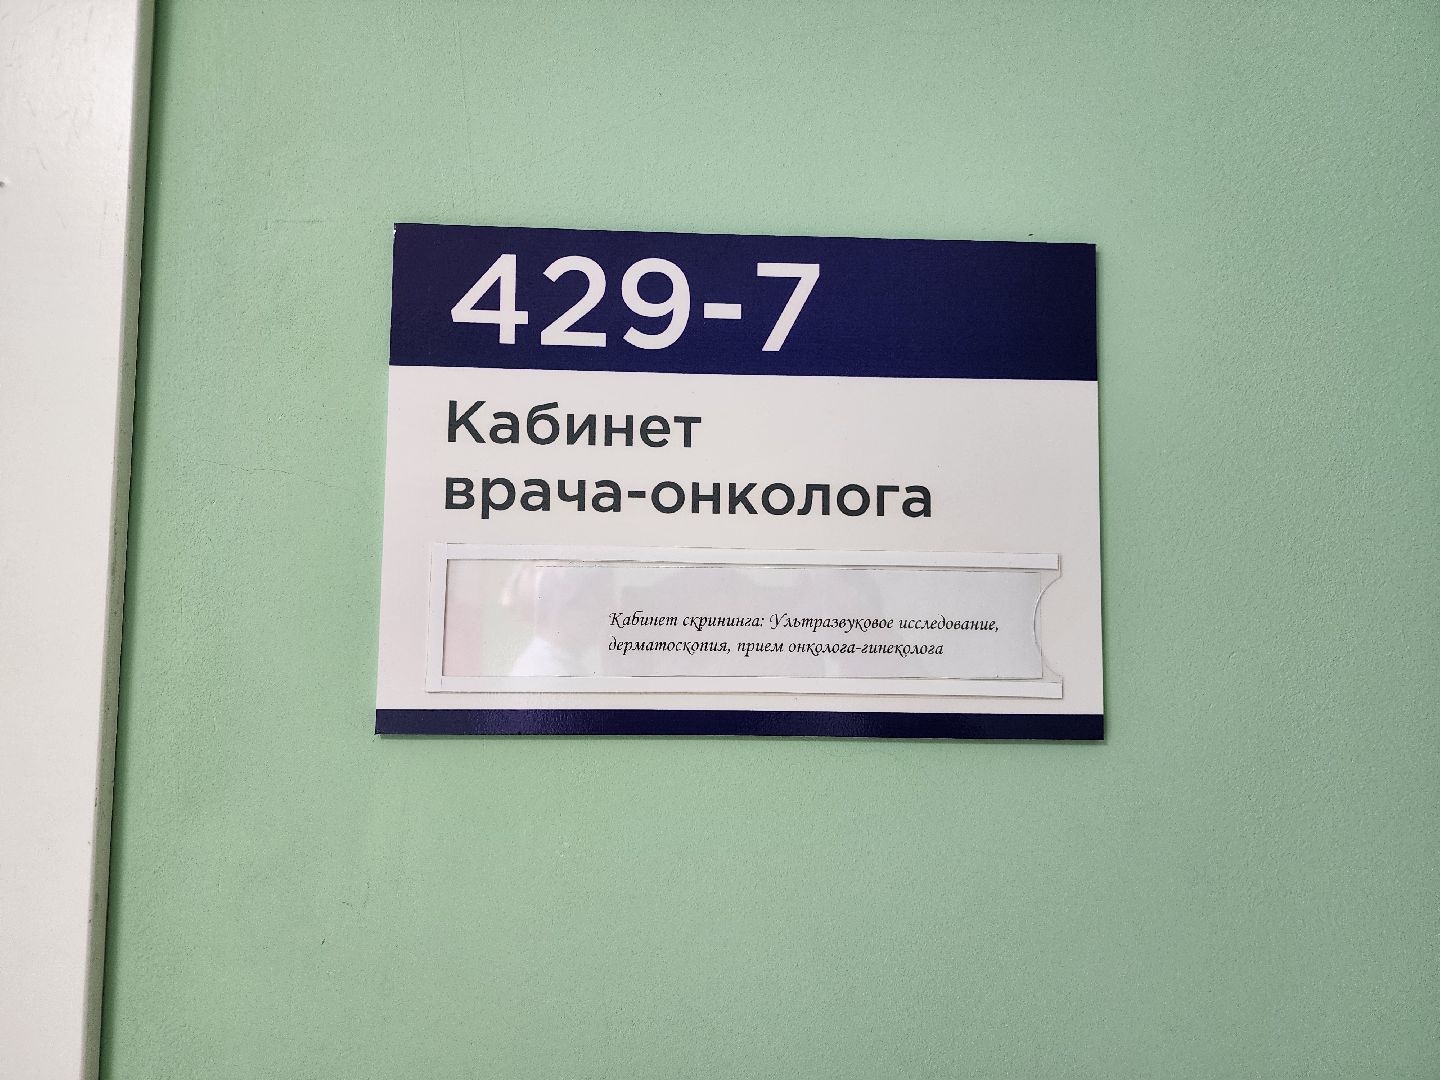 429-7
Кабинет
врача-онколога
Кабинет скрининга: Ультразвуковое исследование,
дерматоскопия, прием онколога-гинеколога